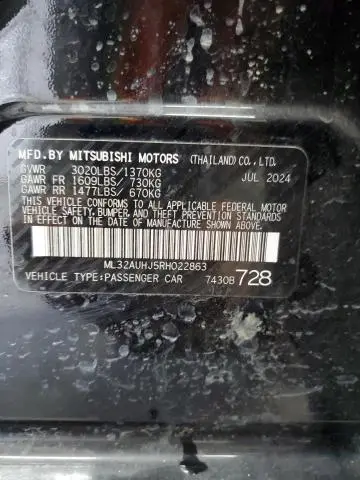 MFD.BY MITSUBISHI MOTORS (THAILAND) CO., LTD.
GVWR 3020LBS/1370KG JUL 2024
GAWR FR 1609LBS/ 730KG
GAWR RR 1477LBS/ 670KG
THIS VEHICLE CONFORMS TO ALL APPLICABLE FEDERAL MOTOR
VEHICLE SAFETY, BUMPER, AND THEFT PREVENTION STANDARDS
IN EFFECT ON THE DATE OF MANUFACTURE SHOWN ABOVE.
ML32AUHJ5RH022863
VEHICLE TYPE:PASSENGER CAR 7430B 728